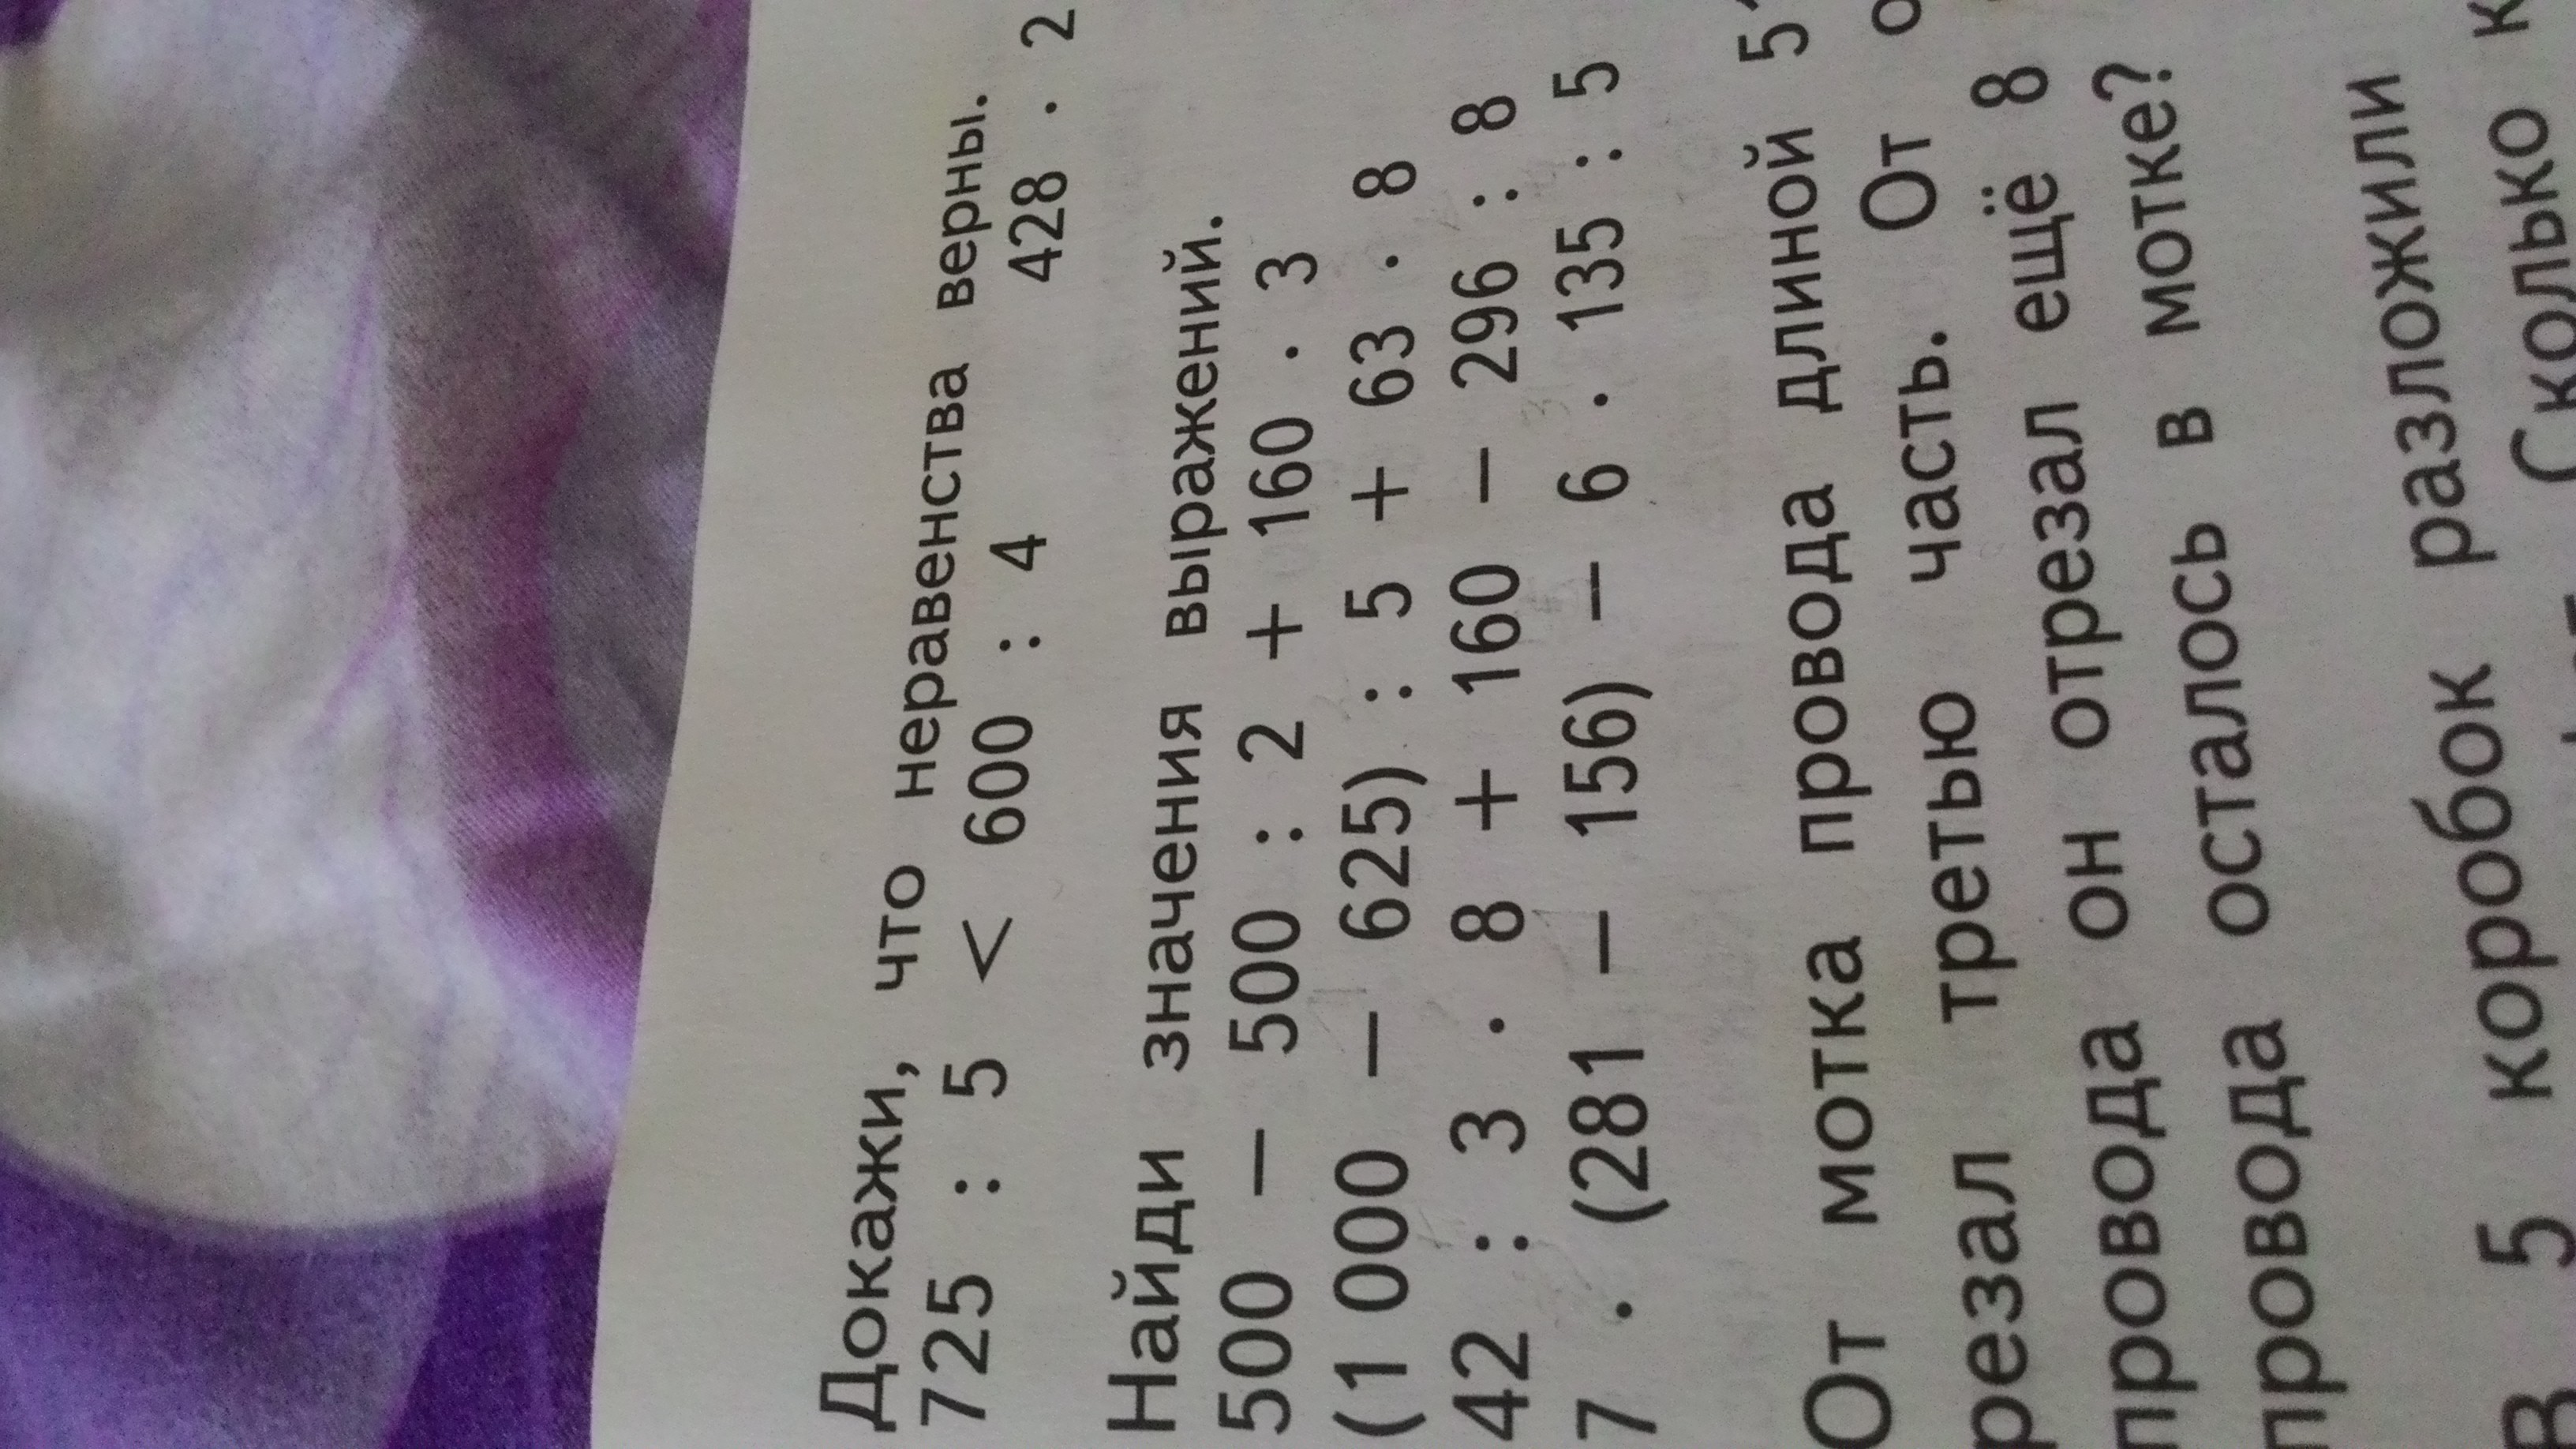 Докажи, что неравенства верны.
725 : 5 < 600 : 4 428 · 2
Найди значения выражений.
500 − 500 : 2 + 160 · 3
(1 000 − 625) : 5 + 63 · 8
42 : 3 · 8 + 160 − 296 : 8
7 · (281 − 156) − 6 · 135 : 5
От мотка провода длиной
резал третью часть. От
провода он отрезал ещё 8
провода осталось в мотке?
В 5 коробок разложили
Сколько